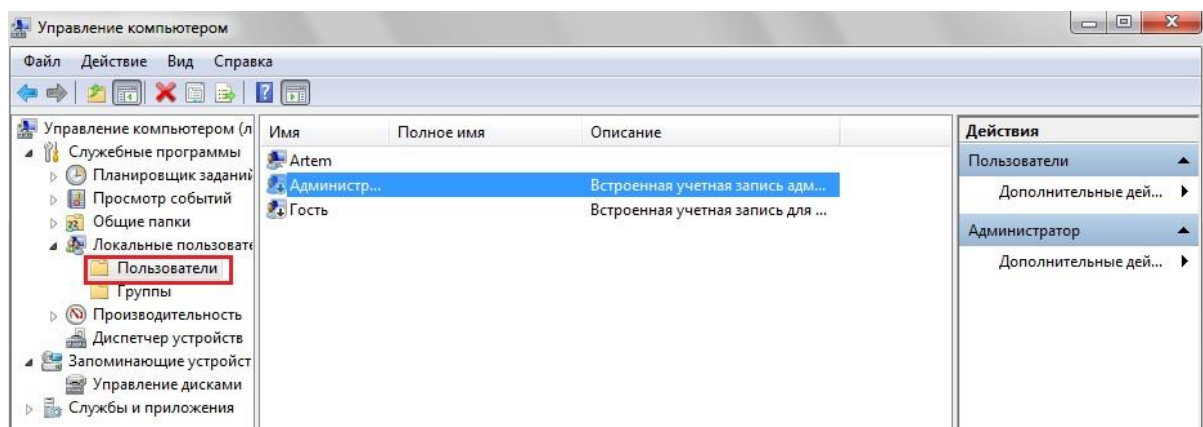 Управление компьютером
Файл Действие Вид Справка
Управление компьютером (л
Служебные программы
Планировщик заданий
Просмотр событий
Общие папки
Локальные пользовате
Пользователи
Группы
Производительность
Диспетчер устройств
Запоминающие устройст
Управление дисками
Службы и приложения
Имя Полное имя Описание
Artem
Администр... Встроенная учетная запись адм...
Гость Встроенная учетная запись для ...
Действия
Пользователи
Дополнительные дей...
Администратор
Дополнительные дей...